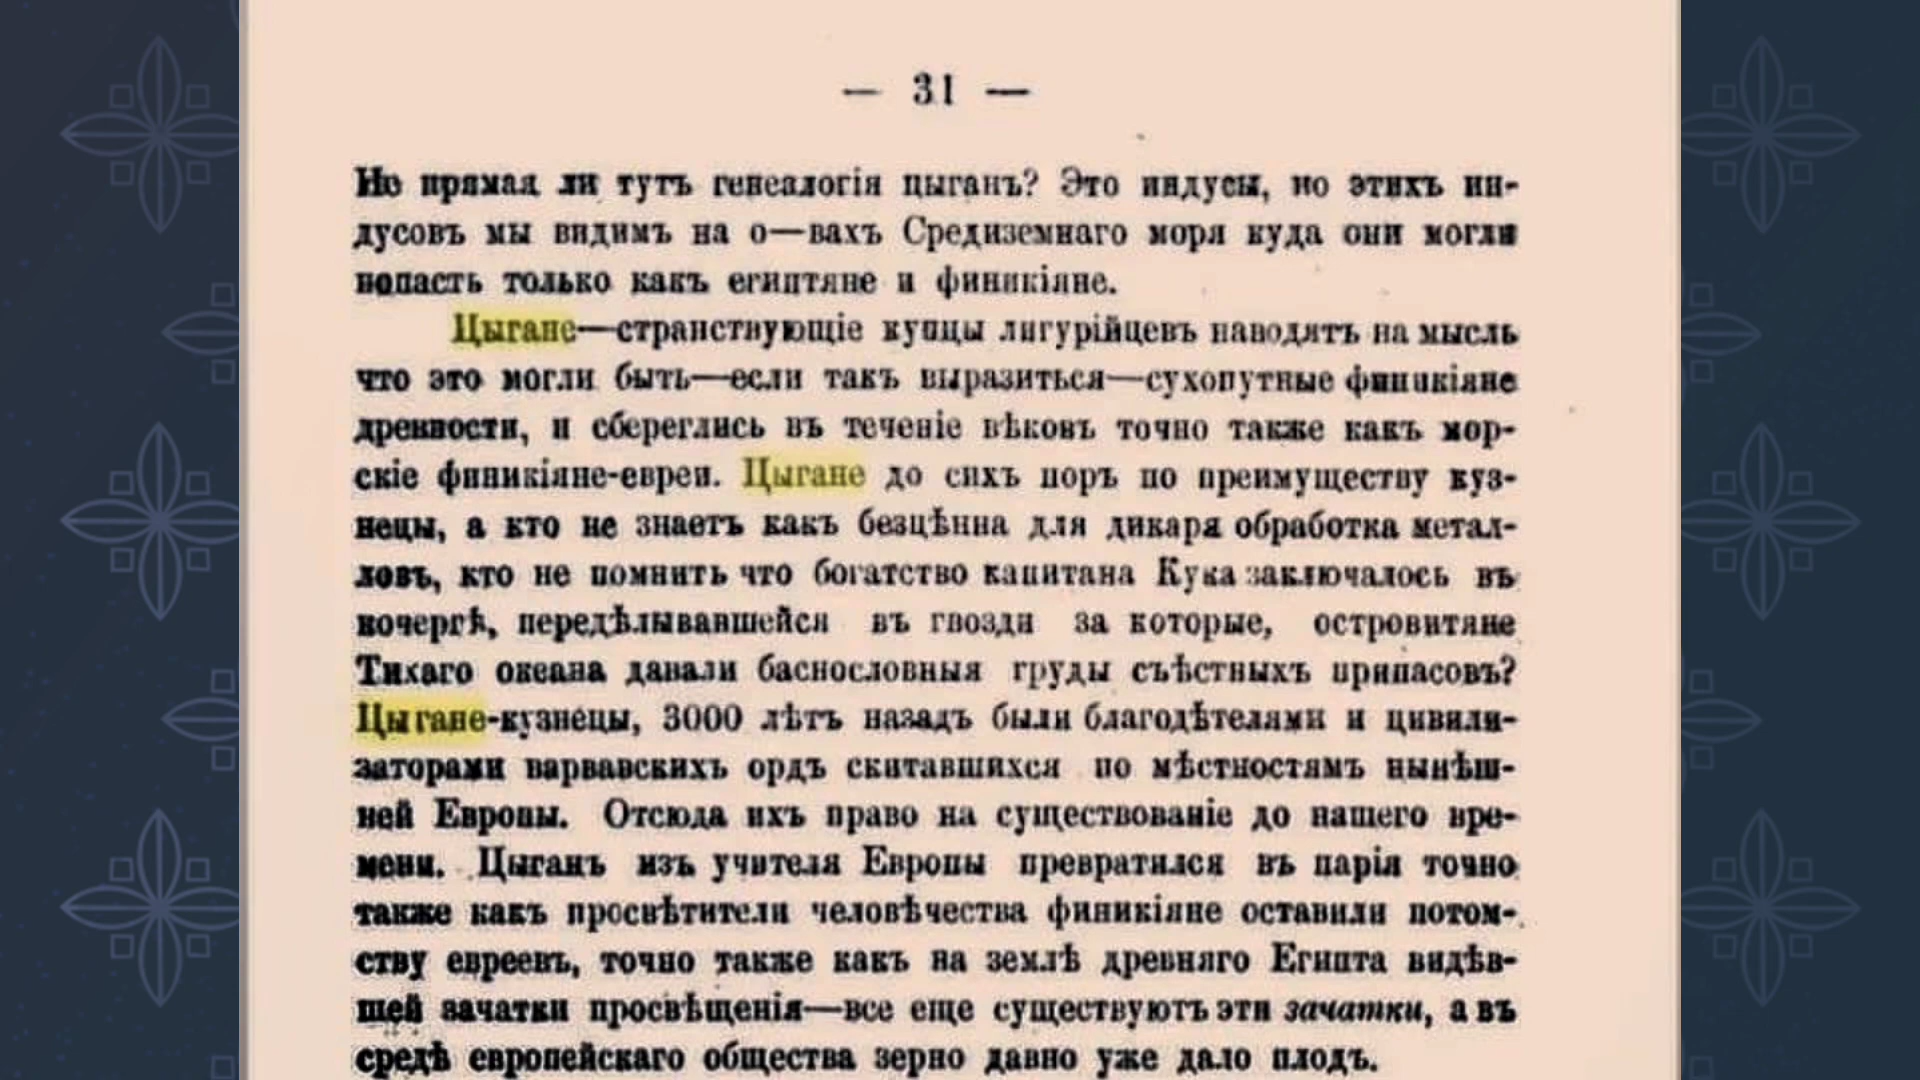 — 31 —
Но прямая ли тутъ генеалогія цыганъ? Это индусы, но этихъ ин-
дусовъ мы видимъ на о—вахъ Средиземнаго моря куда они могли
попасть только какъ египтяне и финикіяне.
Цыгане—странствующіе купцы лигурійцевъ наводятъ на мысль
что это могли быть—если такъ выразиться—сухопутные финикіяне
древности, и сбереглись въ теченіе вѣковъ точно также какъ мор-
скіе финикіяне-евреи. Цыгане до сихъ поръ по преимуществу куз-
нецы, а кто не знаетъ какъ безцѣнна для дикаря обработка метал-
ловъ, кто не помнить что богатство капитана Кука заключалось въ
кочергѣ, передѣлывавшейся въ гвозди за которые, островитяне
Тихаго океана давали баснословныя груды съѣстныхъ припасовъ?
Цыгане-кузнецы, 3000 лѣтъ назадъ были благодѣтелями и цивили-
заторами варвавскихъ ордъ скитавшихся по мѣстностямъ нынѣш-
ней Европы. Отсюда ихъ право на существованіе до нашего вре-
мени. Цыганъ изъ учителя Европы превратился въ парія точно
также какъ просвѣтители человѣчества финикіяне оставили потом-
ству евреевъ, точно также какъ на землѣ древняго Египта видѣв-
шей зачатки просвѣщенія—все еще существуютъ эти зачатки, а въ
средѣ европейскаго общества зерно давно уже дало плодъ.